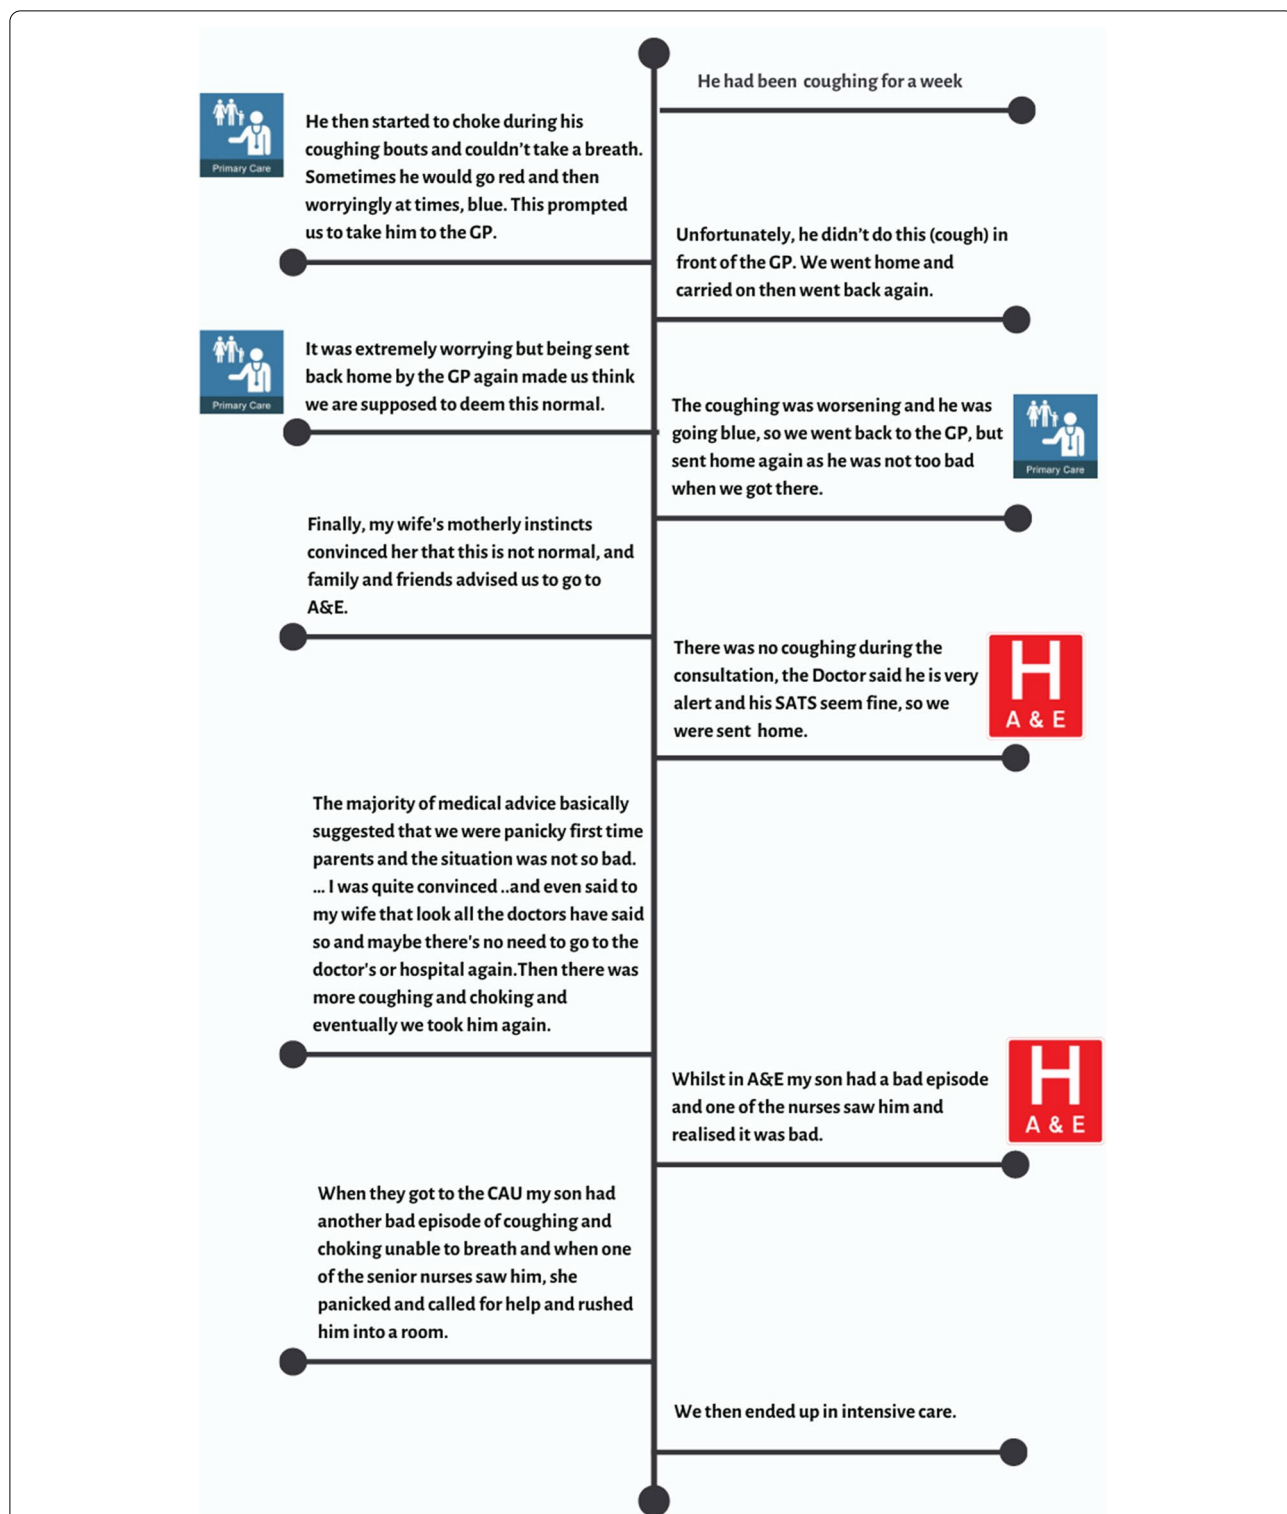 He had been coughing for a week
Primary Care
He then started to choke during his
coughing bouts and couldn't take a breath.
Sometimes he would go red and then
worryingly at times, blue. This prompted
us to take him to the GP.
Unfortunately, he didn't do this (cough) in
front of the GP. We went home and
carried on then went back again.
Primary Care
It was extremely worrying but being sent
back home by the GP again made us think
we are supposed to deem this normal.
The coughing was worsening and he was
going blue, so we went back to the GP, but
sent home again as he was not too bad
when we got there.
Primary Care
Finally, my wife's motherly instincts
convinced her that this is not normal, and
family and friends advised us to go to
A&E.
There was no coughing during the
consultation, the Doctor said he is very
alert and his SATS seem fine, so we
were sent home.
H
A & E
The majority of medical advice basically
suggested that we were panicky first time
parents and the situation was not so bad.
... I was quite convinced ..and even said to
my wife that look all the doctors have said
so and maybe there's no need to go to the
doctor's or hospital again.Then there was
more coughing and choking and
eventually we took him again.
Whilst in A&E my son had a bad episode
and one of the nurses saw him and
realised it was bad.
H
A & E
When they got to the CAU my son had
another bad episode of coughing and
choking unable to breath and when one
of the senior nurses saw him, she
panicked and called for help and rushed
him into a room.
We then ended up in intensive care.